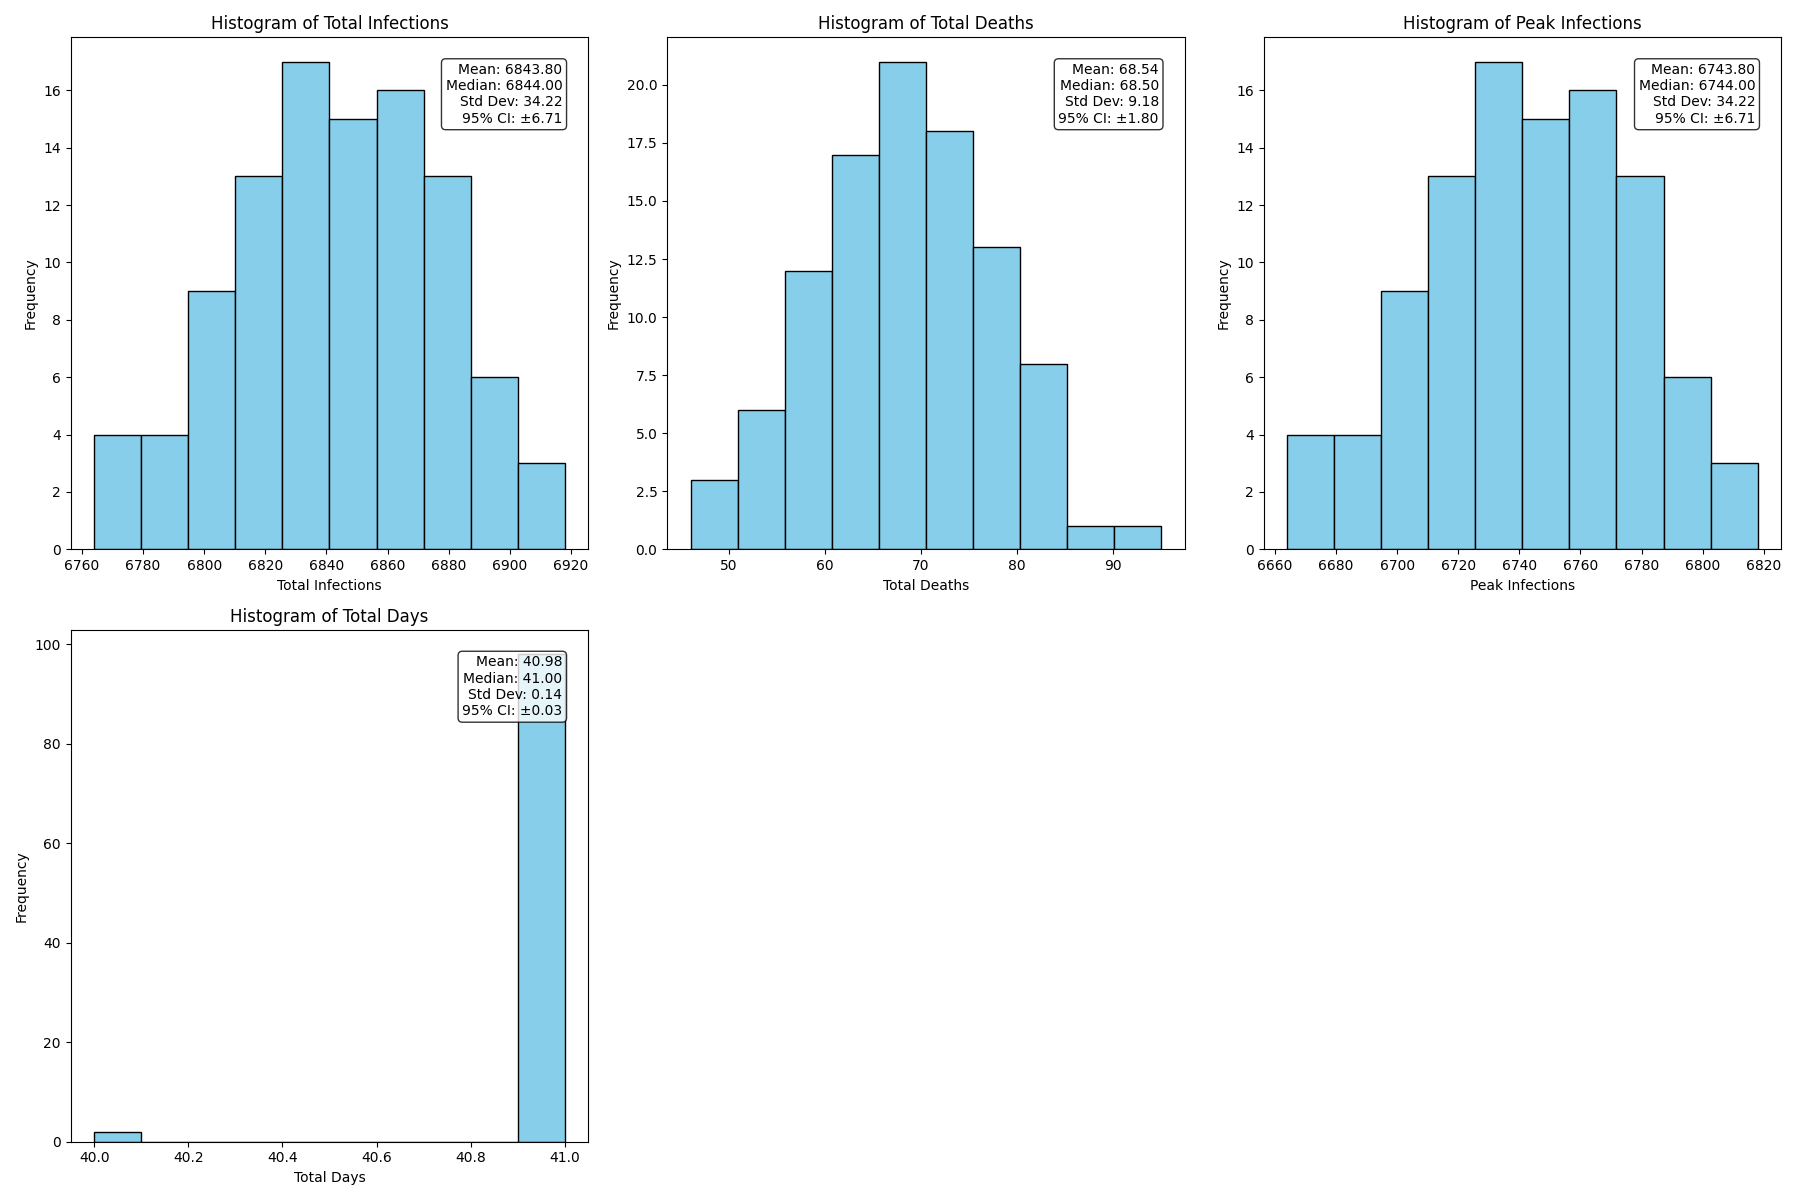 Histogram of Total Infections
Mean: 6843.80
Median: 6844.00
Std Dev: 34.22
95% CI: ±6.71
Frequency
16
14
12
10
8
6
4
2
0
6760 6780 6800 6820 6840 6860 6880 6900 6920
Total Infections
Histogram of Total Deaths
Mean: 68.54
Median: 68.50
Std Dev: 9.18
95% CI: ±1.80
Frequency
20.0
17.5
15.0
12.5
10.0
7.5
5.0
2.5
0.0
50 60 70 80 90
Total Deaths
Histogram of Peak Infections
Mean: 6743.80
Median: 6744.00
Std Dev: 34.22
95% CI: ±6.71
Frequency
16
14
12
10
8
6
4
2
0
6660 6680 6700 6720 6740 6760 6780 6800 6820
Peak Infections
Histogram of Total Days
Mean: 40.98
Median: 41.00
Std Dev: 0.14
95% CI: ±0.03
Frequency
100
80
60
40
20
0
40.0 40.2 40.4 40.6 40.8 41.0
Total Days